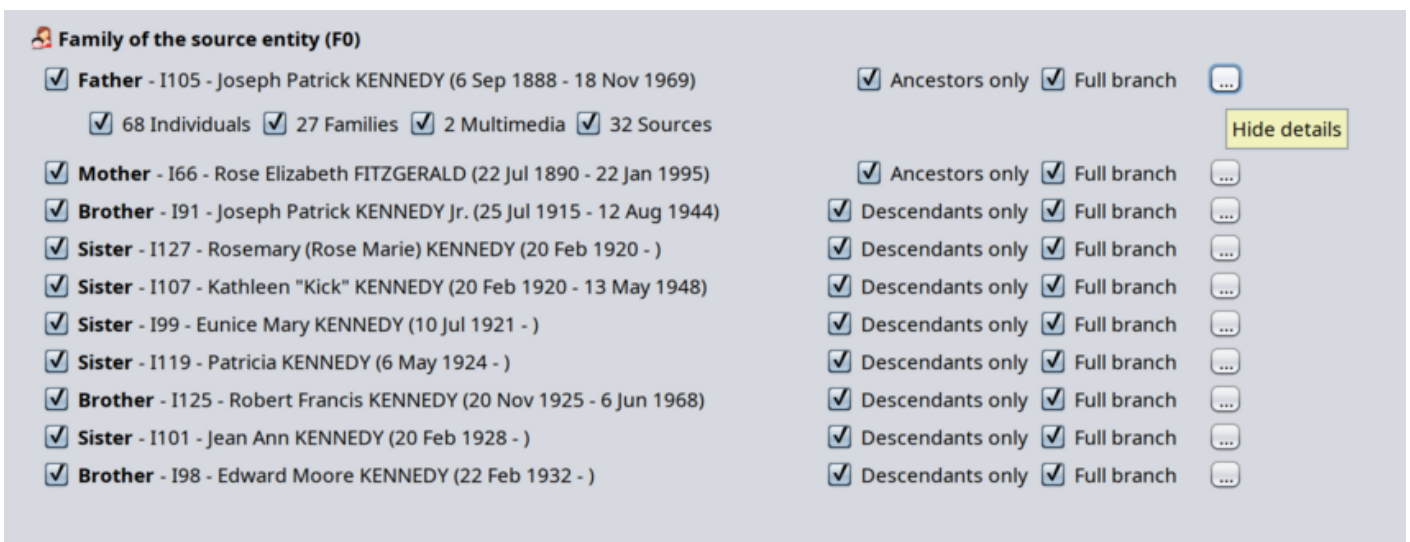 Family of the source entity (F0)
Father - I105 - Joseph Patrick KENNEDY (6 Sep 1888 - 18 Nov 1969) Ancestors only Full branch ...
68 Individuals 27 Families 2 Multimedia 32 Sources Hide details
Mother - I66 - Rose Elizabeth FITZGERALD (22 Jul 1890 - 22 Jan 1995) Ancestors only Full branch ...
Brother - I91 - Joseph Patrick KENNEDY Jr. (25 Jul 1915 - 12 Aug 1944) Descendants only Full branch ...
Sister - I127 - Rosemary (Rose Marie) KENNEDY (20 Feb 1920 - ) Descendants only Full branch ...
Sister - I107 - Kathleen "Kick" KENNEDY (20 Feb 1920 - 13 May 1948) Descendants only Full branch ...
Sister - I99 - Eunice Mary KENNEDY (10 Jul 1921 - ) Descendants only Full branch ...
Sister - I119 - Patricia KENNEDY (6 May 1924 - ) Descendants only Full branch ...
Brother - I125 - Robert Francis KENNEDY (20 Nov 1925 - 6 Jun 1968) Descendants only Full branch ...
Sister - I101 - Jean Ann KENNEDY (20 Feb 1928 - ) Descendants only Full branch ...
Brother - I98 - Edward Moore KENNEDY (22 Feb 1932 - ) Descendants only Full branch ...